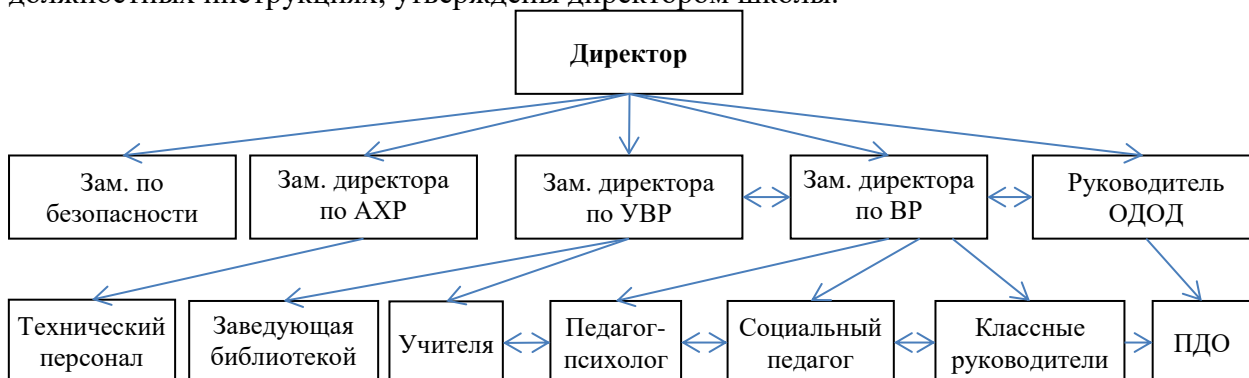 должностных инструкциях, утверждены директором школы.
Директор
Зам. по
безопасности
Зам. директора
по АХР
Зам. директора
по УВР
Зам. директора
по ВР
Руководитель
ОДОД
Технический
персонал
Заведующая
библиотекой
Учителя
Педагог-
психолог
Социальный
педагог
Классные
руководители
ПДО